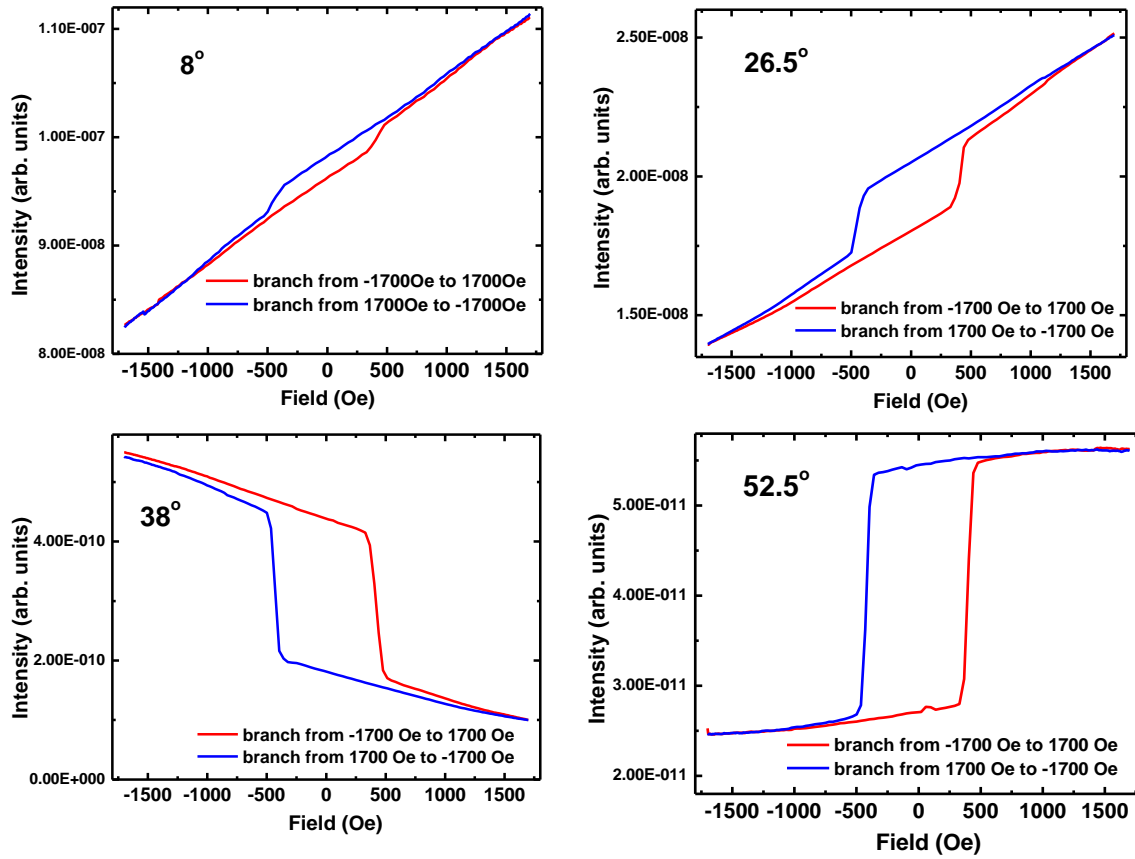 8°
Intensity (arb. units)
1.10E-007
1.00E-007
9.00E-008
8.00E-008
branch from -1700Oe to 1700Oe
branch from 1700Oe to -1700Oe
-1500 -1000 -500 0 500 1000 1500
Field (Oe)
26.5°
Intensity (arb. units)
2.50E-008
2.00E-008
1.50E-008
branch from -1700 Oe to 1700 Oe
branch from 1700 Oe to -1700 Oe
-1500 -1000 -500 0 500 1000 1500
Field (Oe)
38°
Intensity (arb. units)
4.00E-010
2.00E-010
0.00E+000
branch from -1700 Oe to 1700 Oe
branch from 1700 Oe to -1700 Oe
-1500 -1000 -500 0 500 1000 1500
Field (Oe)
52.5°
Intensity (arb. units)
5.00E-011
4.00E-011
3.00E-011
2.00E-011
branch from -1700 Oe to 1700 Oe
branch from 1700 Oe to -1700 Oe
-1500 -1000 -500 0 500 1000 1500
Field (Oe)